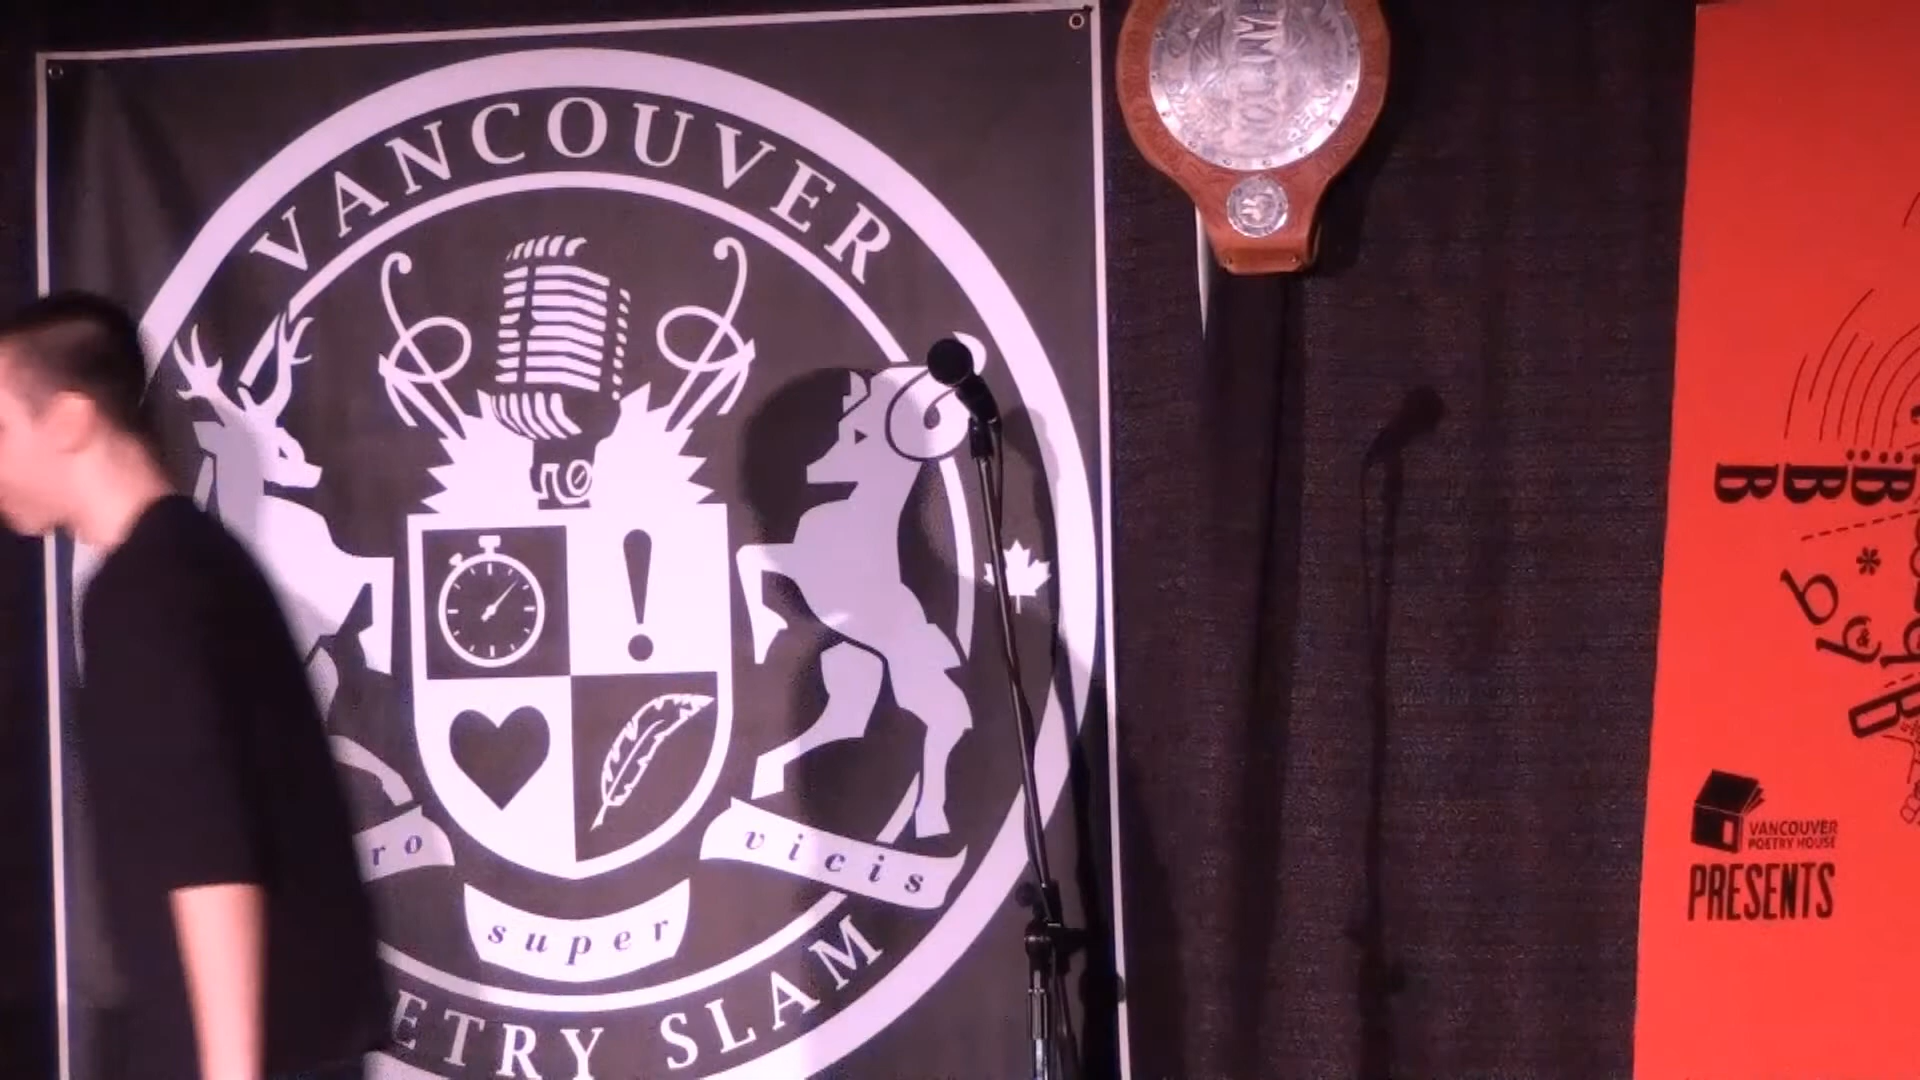 VANCOUVER
ro
super
vicis
ETRY SLAM
VANCOUVER
POETRY HOUSE
PRESENTS
B B B